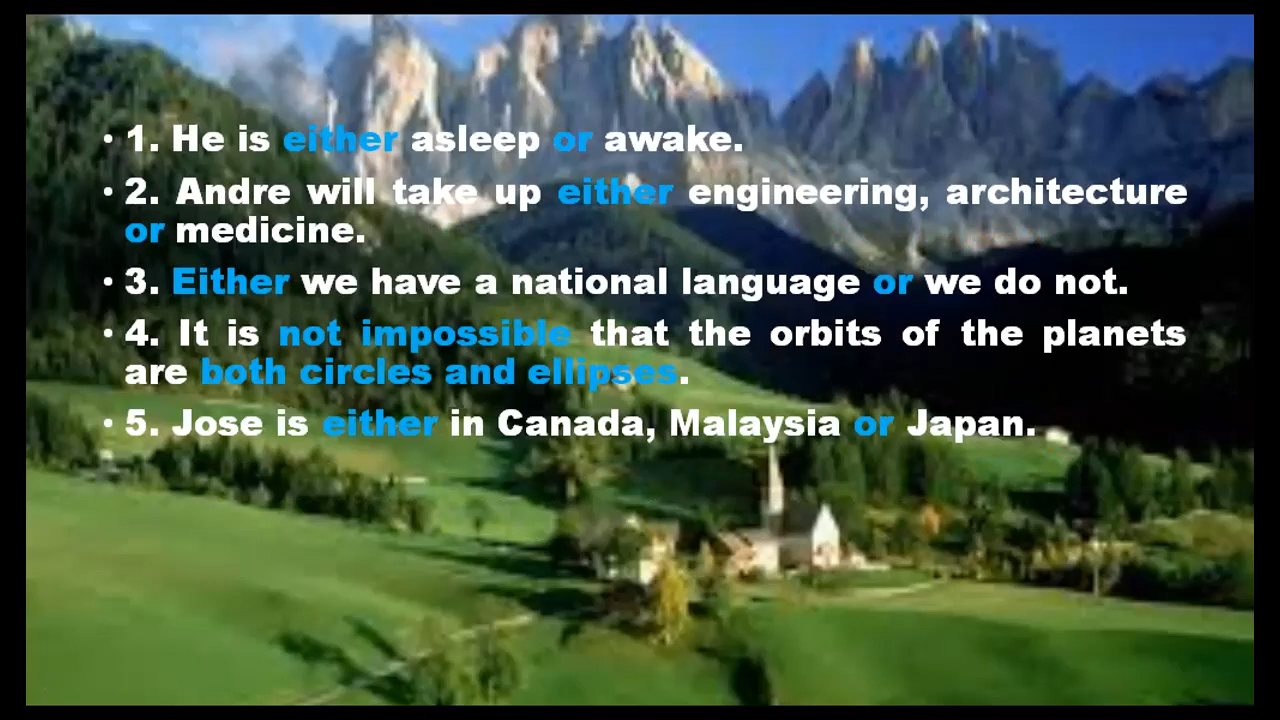 • 1. He is either asleep or awake.
• 2. Andre will take up either engineering, architecture
or medicine.
• 3. Either we have a national language or we do not.
• 4. It is not impossible that the orbits of the planets
are both circles and ellipses.
• 5. Jose is either in Canada, Malaysia or Japan.